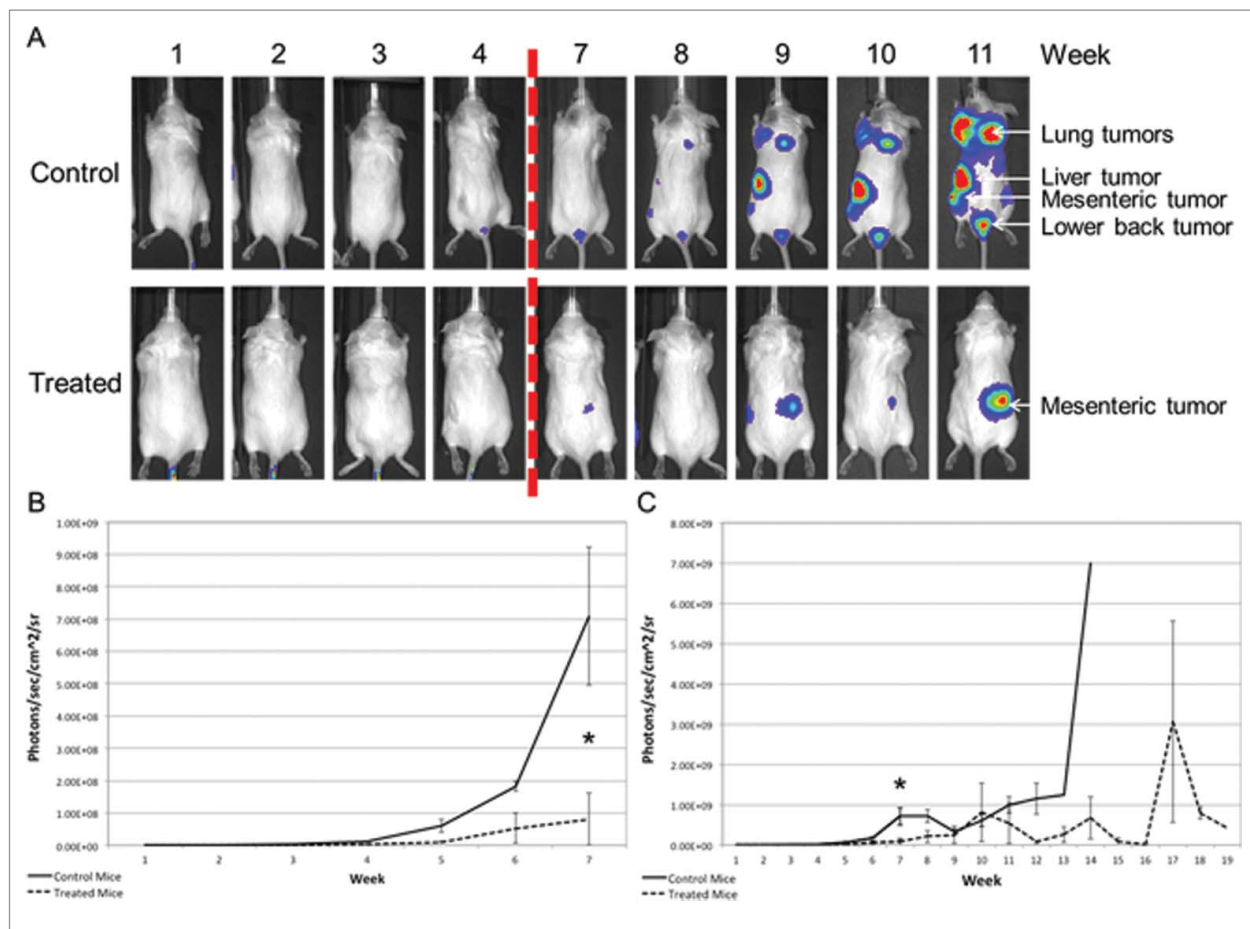 A
1 2 3 4 7 8 9 10 11 Week
Control
Lung tumors
Liver tumor
Mesenteric tumor
Lower back tumor
Treated
Mesenteric tumor
B
1.00E+09
9.00E+08
8.00E+08
7.00E+08
6.00E+08
5.00E+08
4.00E+08
3.00E+08
2.00E+08
1.00E+08
0.00E+00
Photons/sec/cm^2/sr
*
1 2 3 4 5 6 7
Week
Control Mice
Treated Mice
C
8.00E+09
7.00E+09
6.00E+09
5.00E+09
4.00E+09
3.00E+09
2.00E+09
1.00E+09
0.00E+00
Photons/sec/cm^2/sr
*
1 2 3 4 5 6 7 8 9 10 11 12 13 14 15 16 17 18 19
Week
Control Mice
Treated Mice